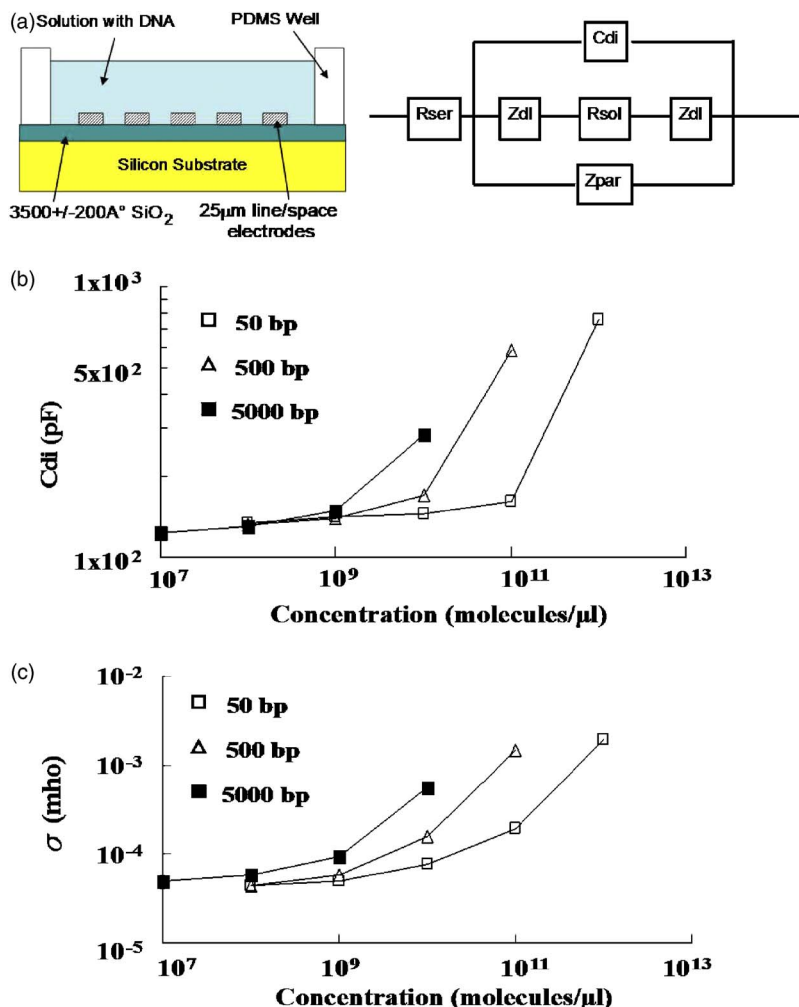 (a)
Solution with DNA
PDMS Well
Silicon Substrate
3500+/-200A° SiO2
25µm line/space
electrodes
Cdi
Rser
Zdl
Rsol
Zdl
Zpar
(b)
Cdi (pF)
1x10^3
5x10^2
1x10^2
50 bp
500 bp
5000 bp
10^7
10^9
10^11
10^13
Concentration (molecules/µl)
(c)
σ (mho)
10^-2
10^-3
10^-4
10^-5
50 bp
500 bp
5000 bp
10^7
10^9
10^11
10^13
Concentration (molecules/µl)